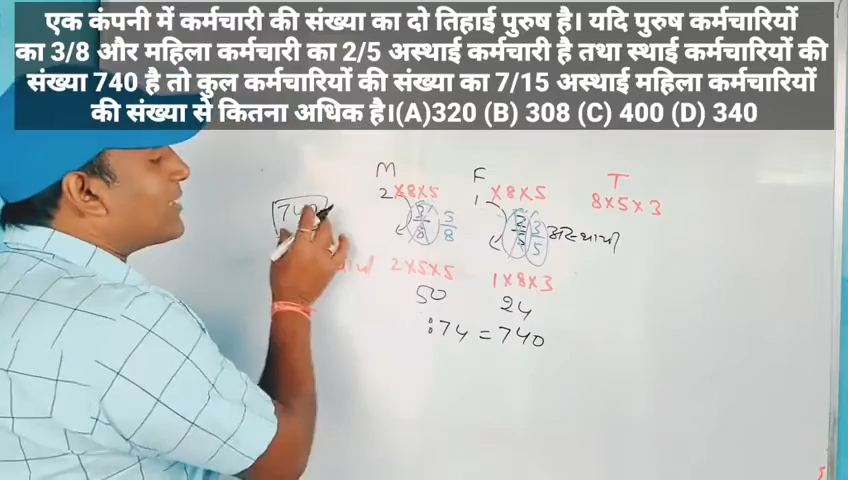 एक कंपनी में कर्मचारी की संख्या का दो तिहाई पुरुष है। यदि पुरुष कर्मचारियों
का 3/8 और महिला कर्मचारी का 2/5 अस्थाई कर्मचारी है तथा स्थाई कर्मचारियों की
संख्या 740 है तो कुल कर्मचारियों की संख्या का 7/15 अस्थाई महिला कर्मचारियों
की संख्या से कितना अधिक है।(A)320 (B) 308 (C) 400 (D) 340
M F T
2×8×5 1×8×5 8×5×3
3/8 5/8 2/5 3/5 अस्थायी
2×5×5 1×8×3
50 24
:74 = 740